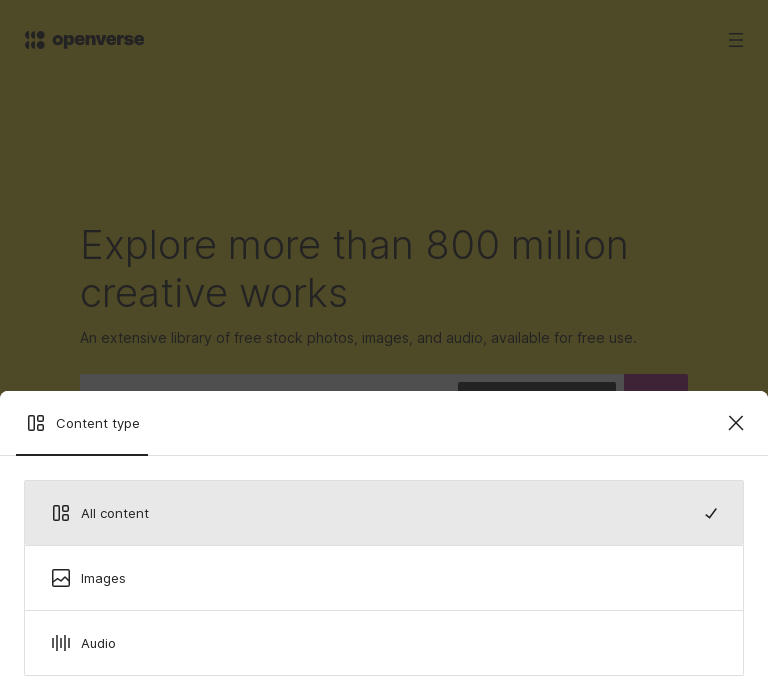 openverse
Explore more than 800 million
creative works
An extensive library of free stock photos, images, and audio, available for free use.
Content type
All content
Images
Audio